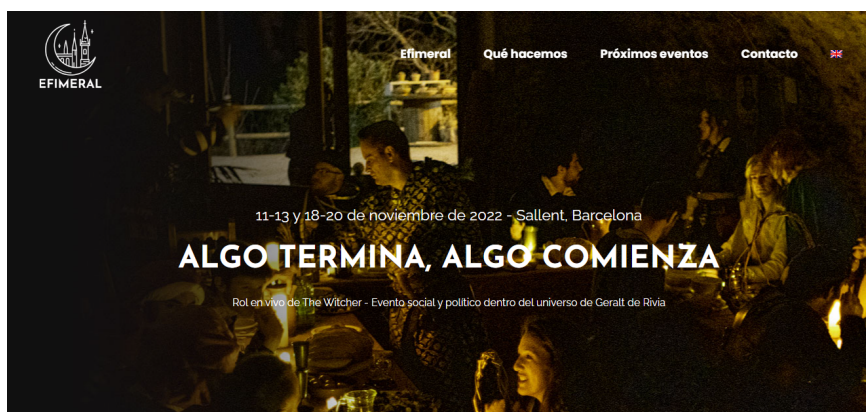 EFIMERAL
Efimeral Qué hacemos Próximos eventos Contacto
11-13 y 18-20 de noviembre de 2022 - Sallent, Barcelona
ALGO TERMINA, ALGO COMIENZA
Rol en vivo de The Witcher - Evento social y político dentro del universo de Geralt de Rivia